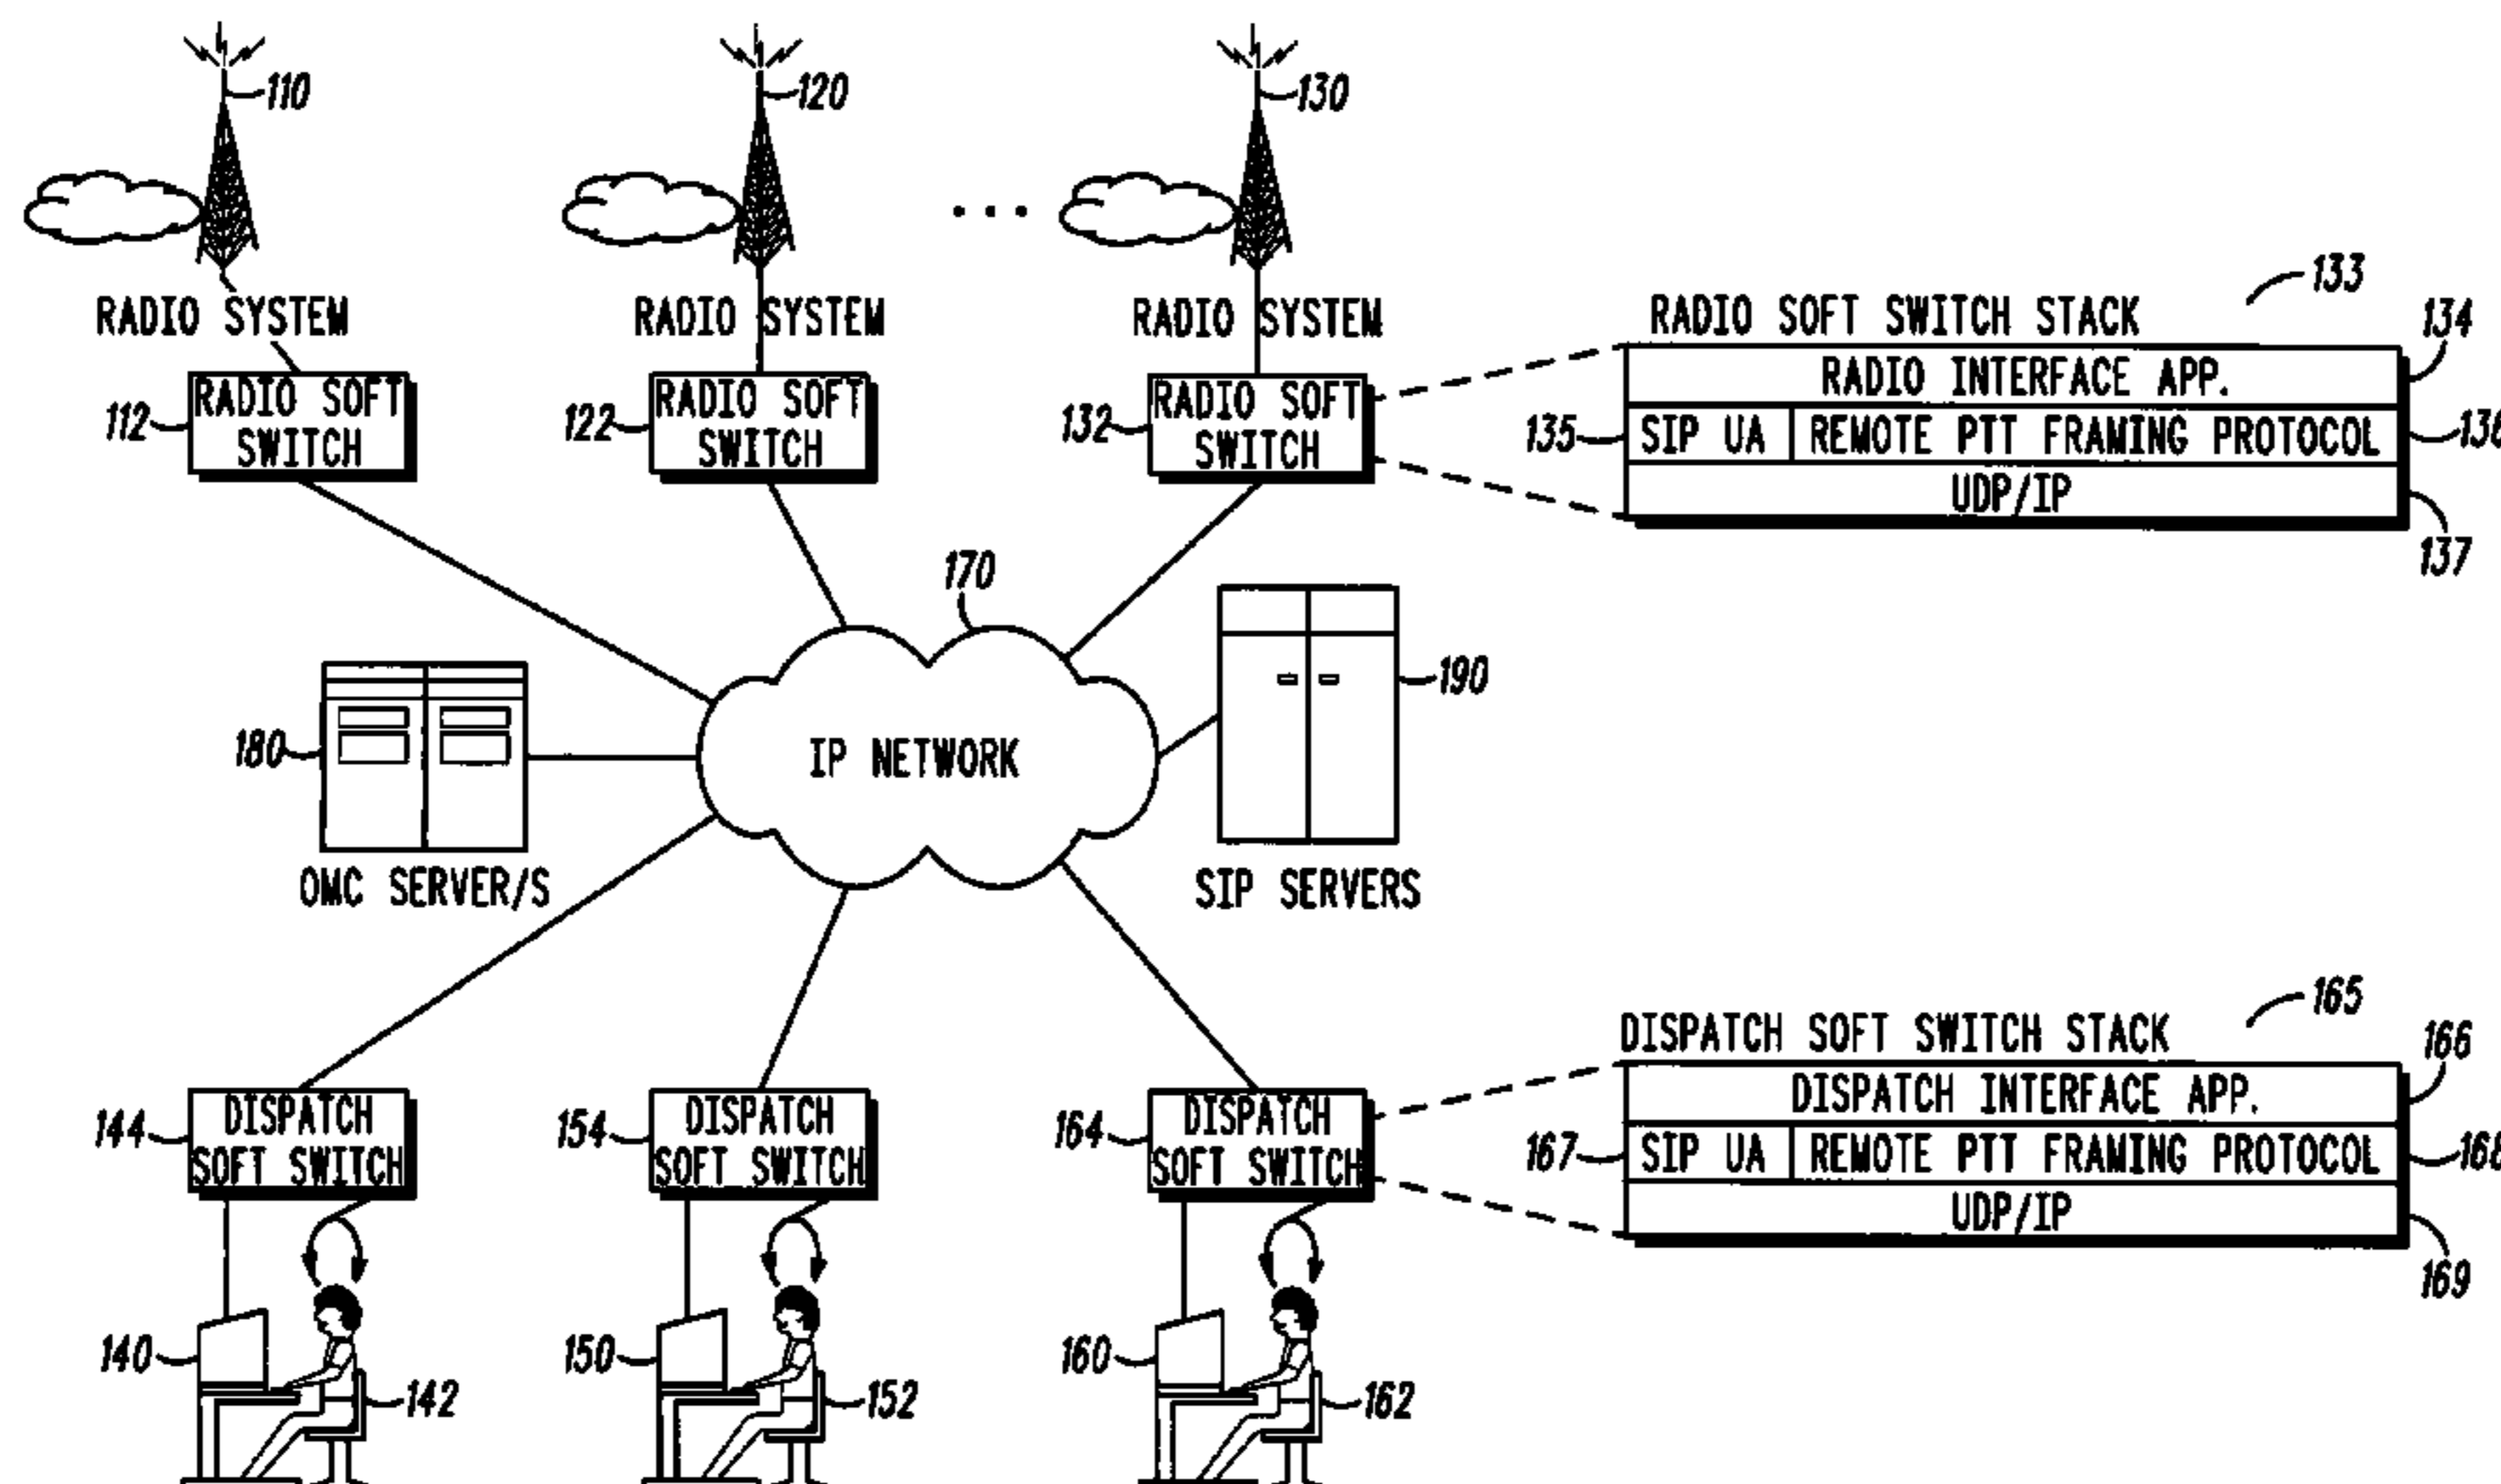 110
120
130
RADIO SYSTEM
RADIO SYSTEM
RADIO SYSTEM
133
RADIO SOFT SWITCH STACK
134
RADIO INTERFACE APP.
112
RADIO SOFT
SWITCH
122
RADIO SOFT
SWITCH
132
RADIO SOFT
SWITCH
135
SIP UA
REMOTE PTT FRAMING PROTOCOL
136
UDP/IP
137
170
190
180
IP NETWORK
OMC SERVER/S
SIP SERVERS
165
DISPATCH SOFT SWITCH STACK
166
DISPATCH INTERFACE APP.
144
DISPATCH
SOFT SWITCH
154
DISPATCH
SOFT SWITCH
164
DISPATCH
SOFT SWITCH
167
SIP UA
REMOTE PTT FRAMING PROTOCOL
168
UDP/IP
169
140
142
150
152
160
162